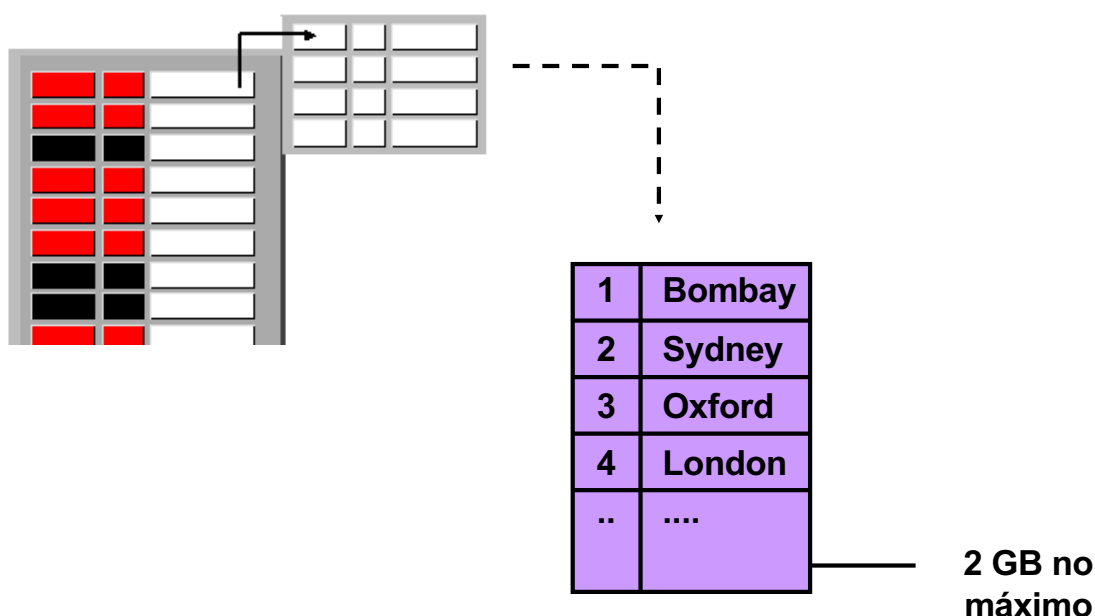 1 Bombay
2 Sydney
3 Oxford
4 London
.. ....
2 GB no
máximo